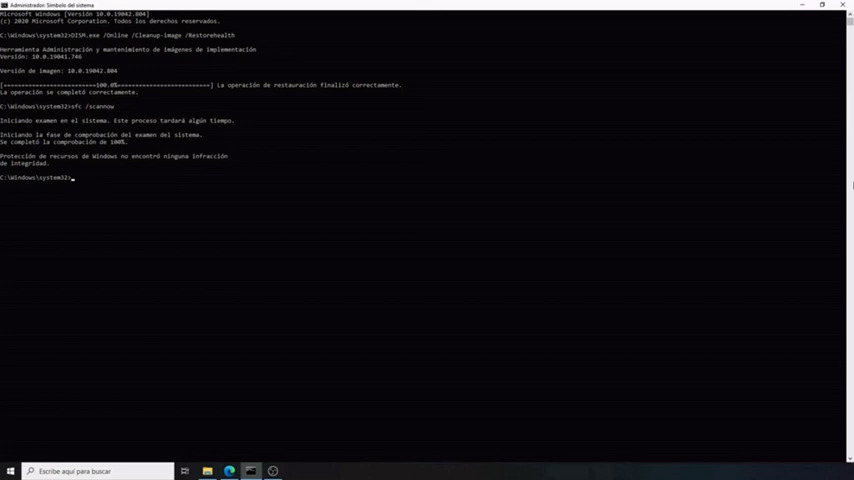 Administrador: Símbolo del sistema
Microsoft Windows [Versión 10.0.19042.804]
(c) 2020 Microsoft Corporation. Todos los derechos reservados.
C:\Windows\system32>DISM.exe /Online /Cleanup-image /Restorehealth
Herramienta Administración y mantenimiento de imágenes de implementación
Versión: 10.0.19041.746
Versión de imagen: 10.0.19042.804
[==========================100.0%==========================] La operación de restauración finalizó correctamente.
La operación se completó correctamente.
C:\Windows\system32>sfc /scannow
Iniciando examen en el sistema. Este proceso tardará algún tiempo.
Iniciando la fase de comprobación del examen del sistema.
Se completó la comprobación de 100%.
Protección de recursos de Windows no encontró ninguna infracción
de integridad.
C:\Windows\system32>
Escribe aquí para buscar